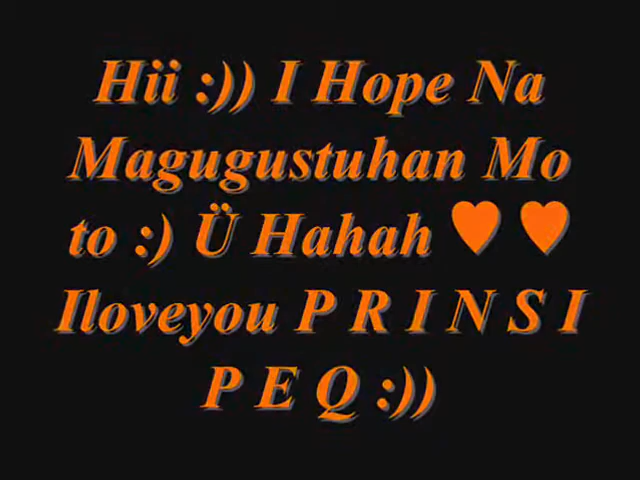 Hii :)) I Hope Na
Magugustuhan Mo
to :) Ü Hahah ♥ ♥
Iloveyou P R I N S I
P E Q :))